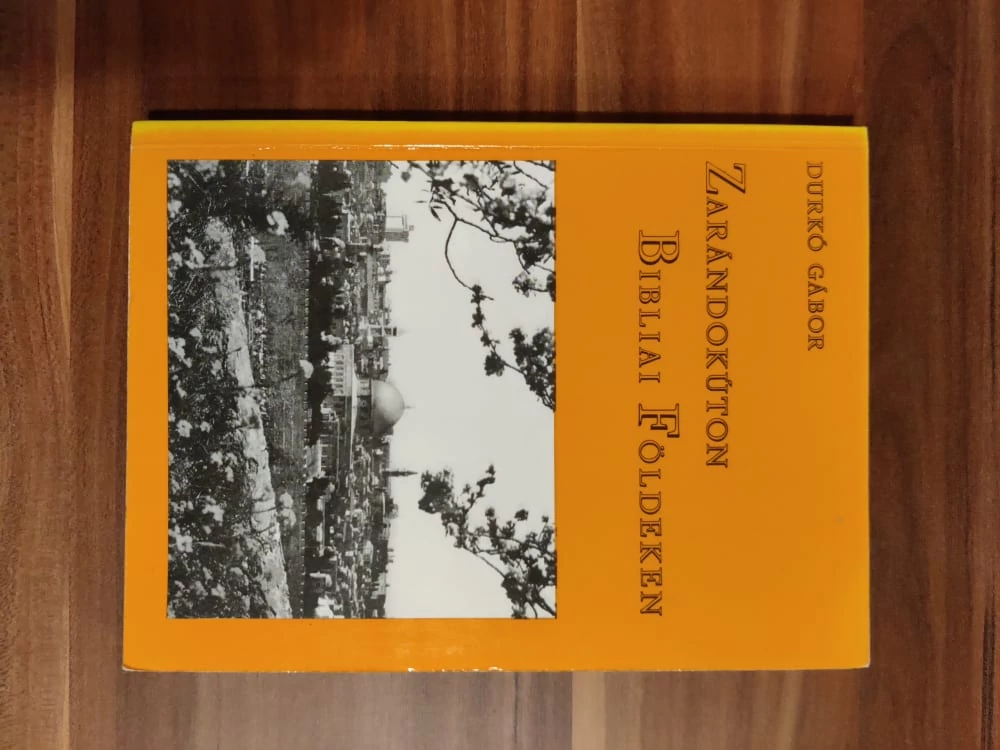 DURKÓ GÁBOR
ZARÁNDOKÚTON
BIBLIAI FÖLDEKEN